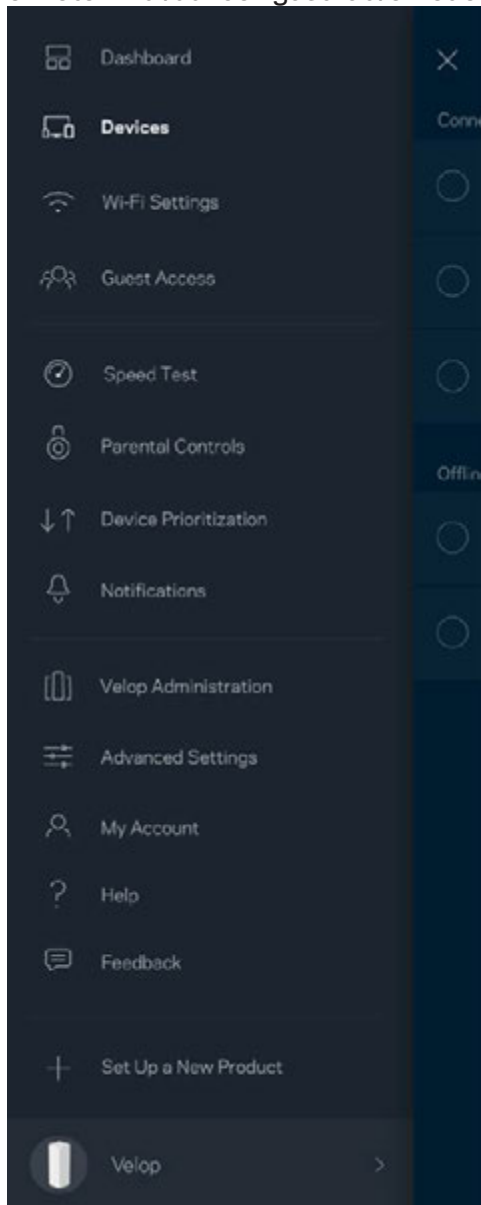 Dashboard
Devices
Wi-Fi Settings
Guest Access
Speed Test
Parental Controls
Device Prioritization
Notifications
Velop Administration
Advanced Settings
My Account
Help
Feedback
Set Up a New Product
Velop